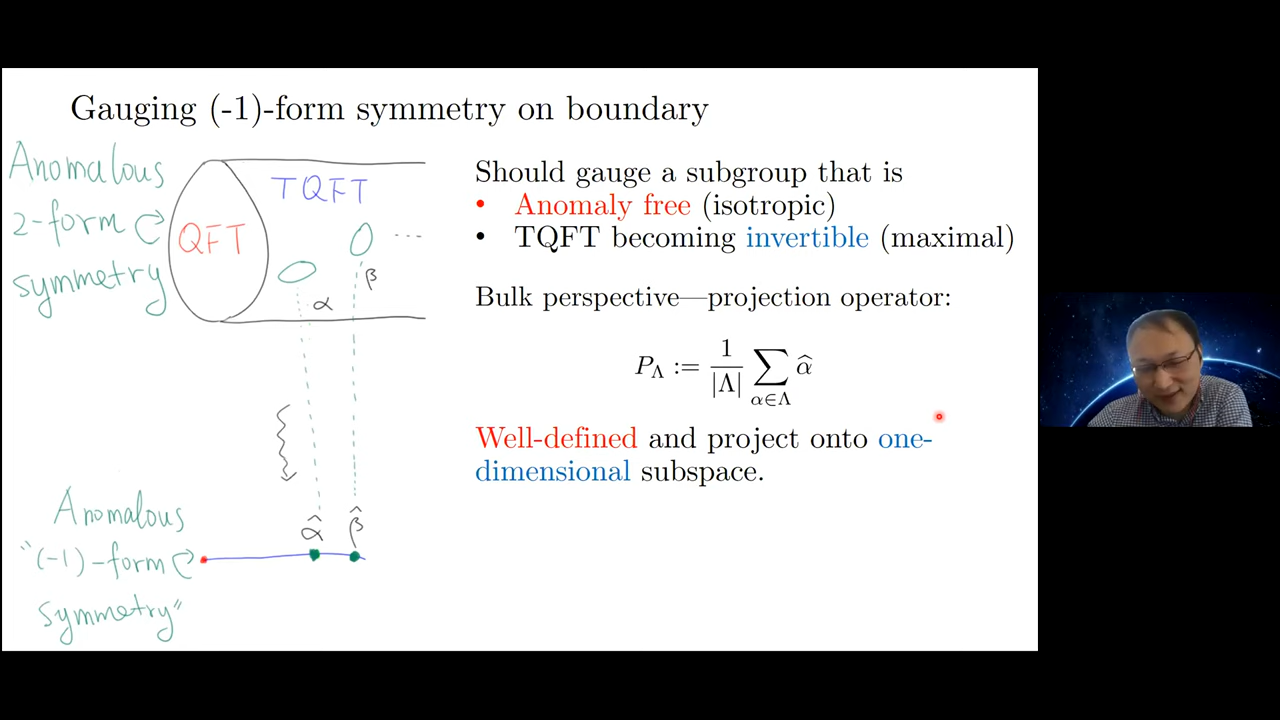 Gauging (-1)-form symmetry on boundary
Anomalous
2-form
symmetry
QFT
TQFT
...
α
β
Should gauge a subgroup that is
• Anomaly free (isotropic)
• TQFT becoming invertible (maximal)
Bulk perspective—projection operator:
P_Λ := 1/|Λ| ∑_{α∈Λ} α̂
Well-defined and project onto one-
dimensional subspace.
α̂ β̂
Anomalous
"(-1)-form
symmetry"